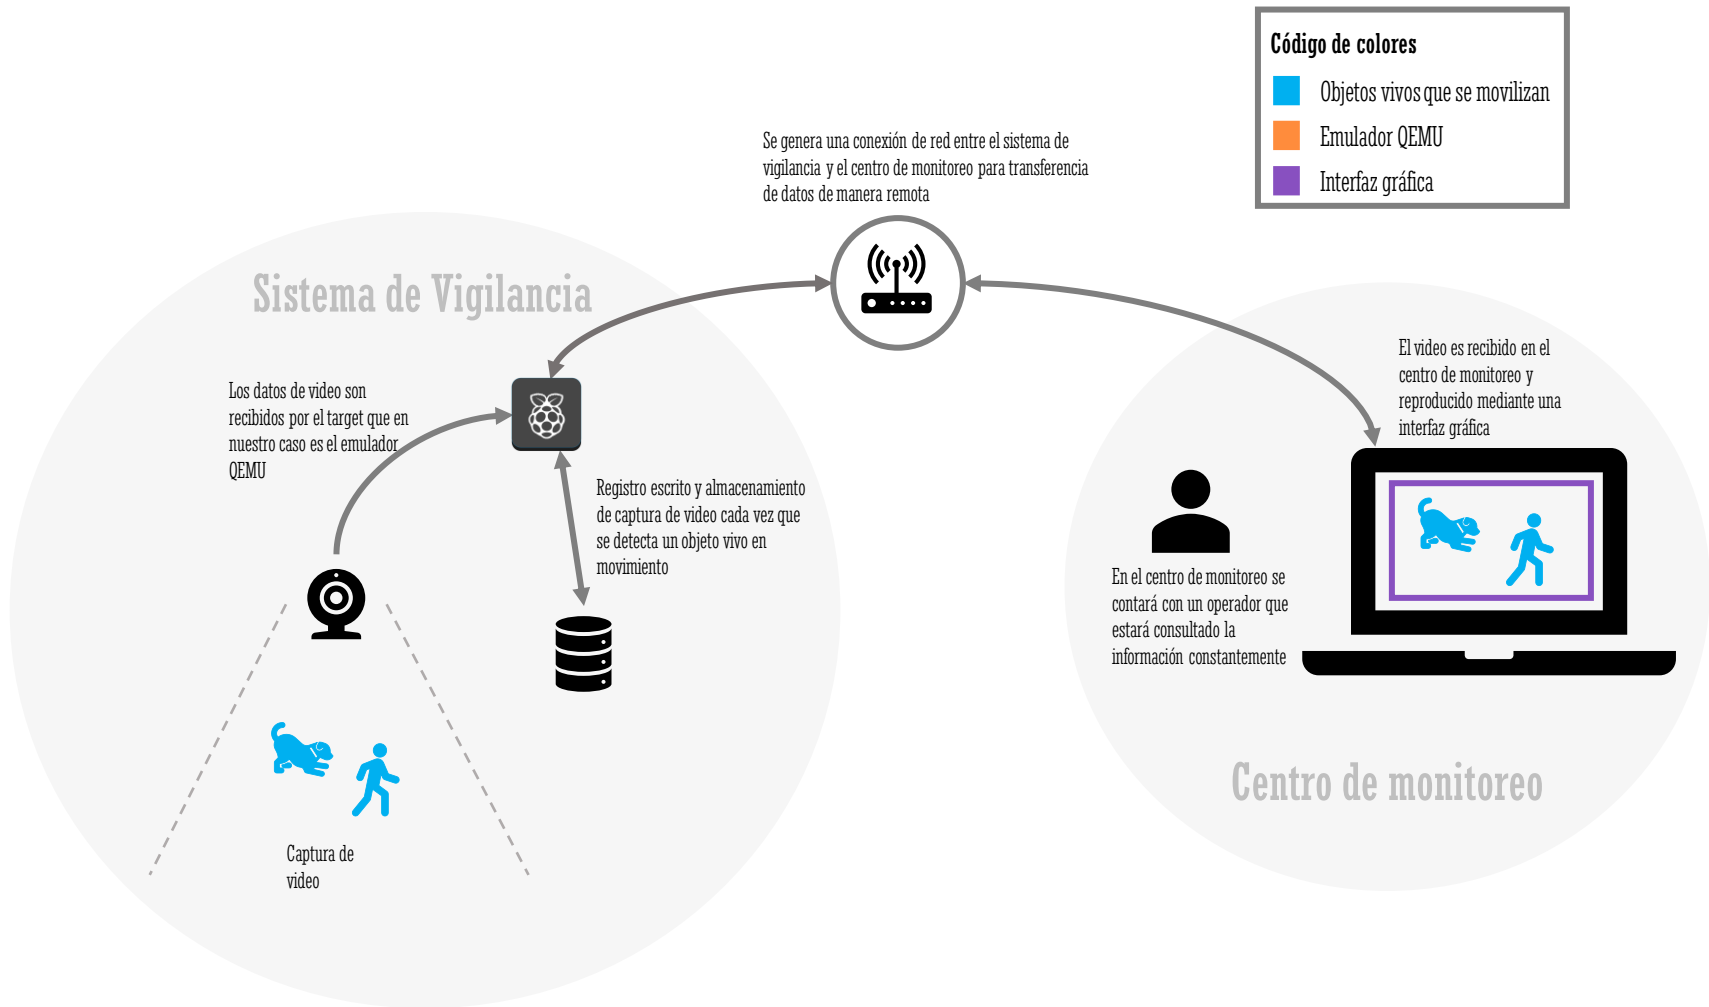 Código de colores
Objetos vivos que se movilizan
Emulador QEMU
Interfaz gráfica
Se genera una conexión de red entre el sistema de
vigilancia y el centro de monitoreo para transferencia
de datos de manera remota
Sistema de Vigilancia
Los datos de video son
recibidos por el target que en
nuestro caso es el emulador
QEMU
Registro escrito y almacenamiento
de captura de video cada vez que
se detecta un objeto vivo en
movimiento
Captura de
video
El video es recibido en el
centro de monitoreo y
reproducido mediante una
interfaz gráfica
En el centro de monitoreo se
contará con un operador que
estará consultado la
información constantemente
Centro de monitoreo